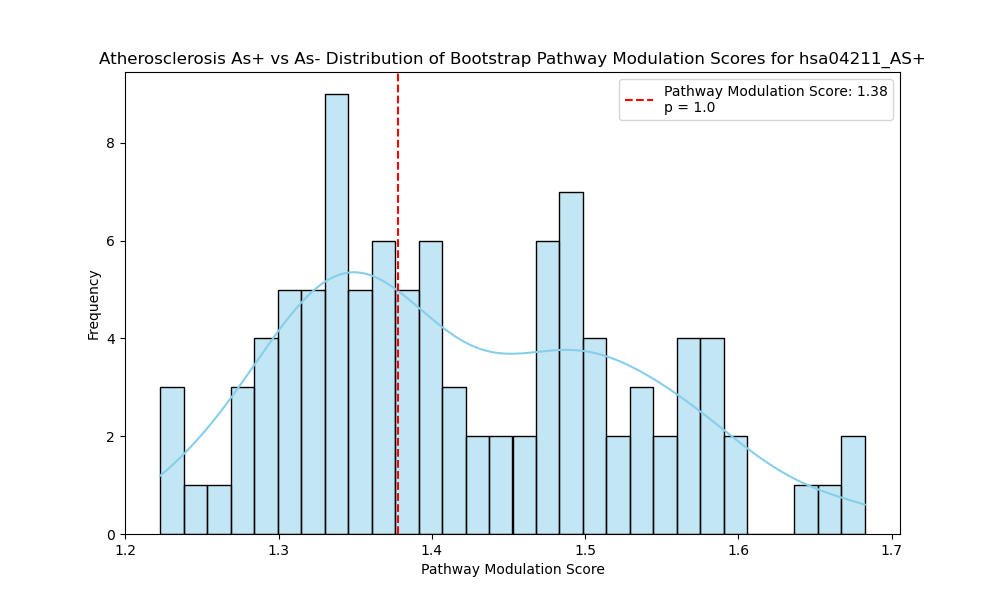 Atherosclerosis As+ vs As- Distribution of Bootstrap Pathway Modulation Scores for hsa04211_AS+
Pathway Modulation Score: 1.38
p = 1.0
Frequency
8
6
4
2
0
1.2 1.3 1.4 1.5 1.6 1.7
Pathway Modulation Score